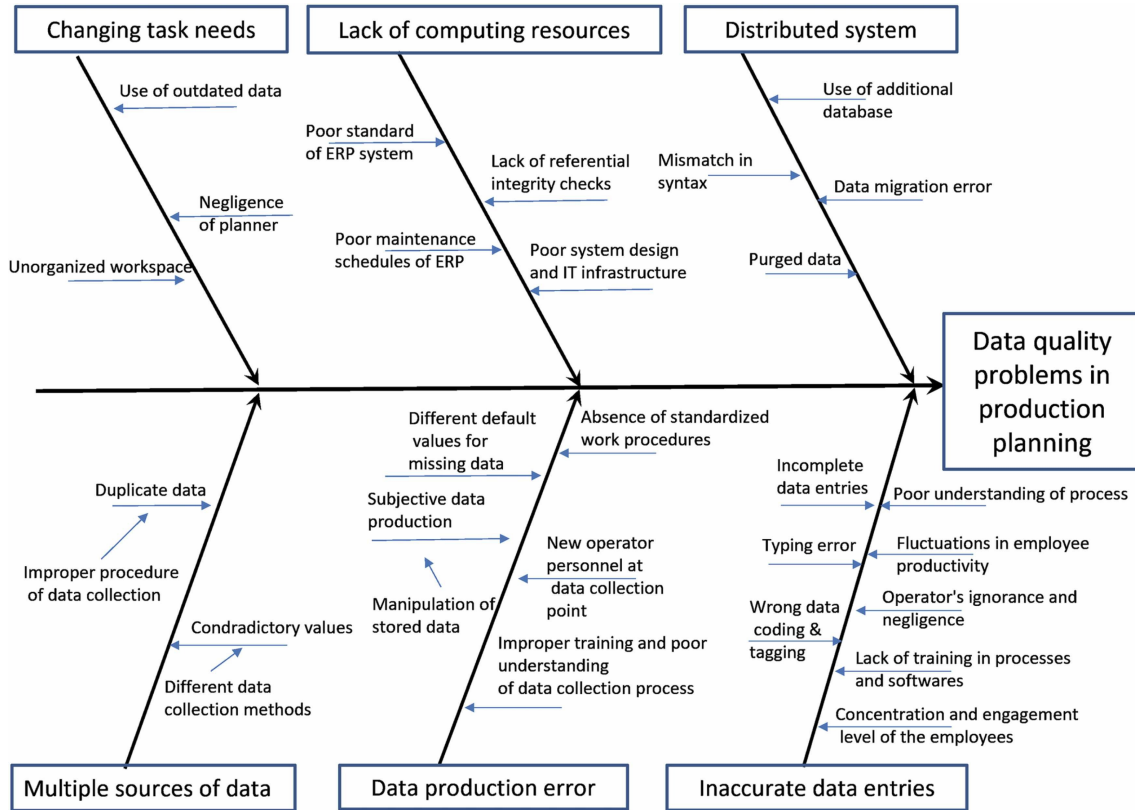 Changing task needs
Lack of computing resources
Distributed system
Use of outdated data
Negligence
of planner
Unorganized workspace
Poor standard
of ERP system
Lack of referential
integrity checks
Poor maintenance
schedules of ERP
Poor system design
and IT infrastructure
Use of additional
database
Mismatch in
syntax
Data migration error
Purged data
Data quality
problems in
production
planning
Duplicate data
Improper procedure
of data collection
Condradictory values
Different data
collection methods
Different default
values for
missing data
Absence of standardized
work procedures
Subjective data
production
Manipulation of
stored data
New operator
personnel at
data collection
point
Improper training and poor
understanding
of data collection process
Incomplete
data entries
Poor understanding of process
Typing error
Fluctuations in employee
productivity
Wrong data
coding &
tagging
Operator's ignorance and
negligence
Lack of training in processes
and softwares
Concentration and engagement
level of the employees
Multiple sources of data
Data production error
Inaccurate data entries